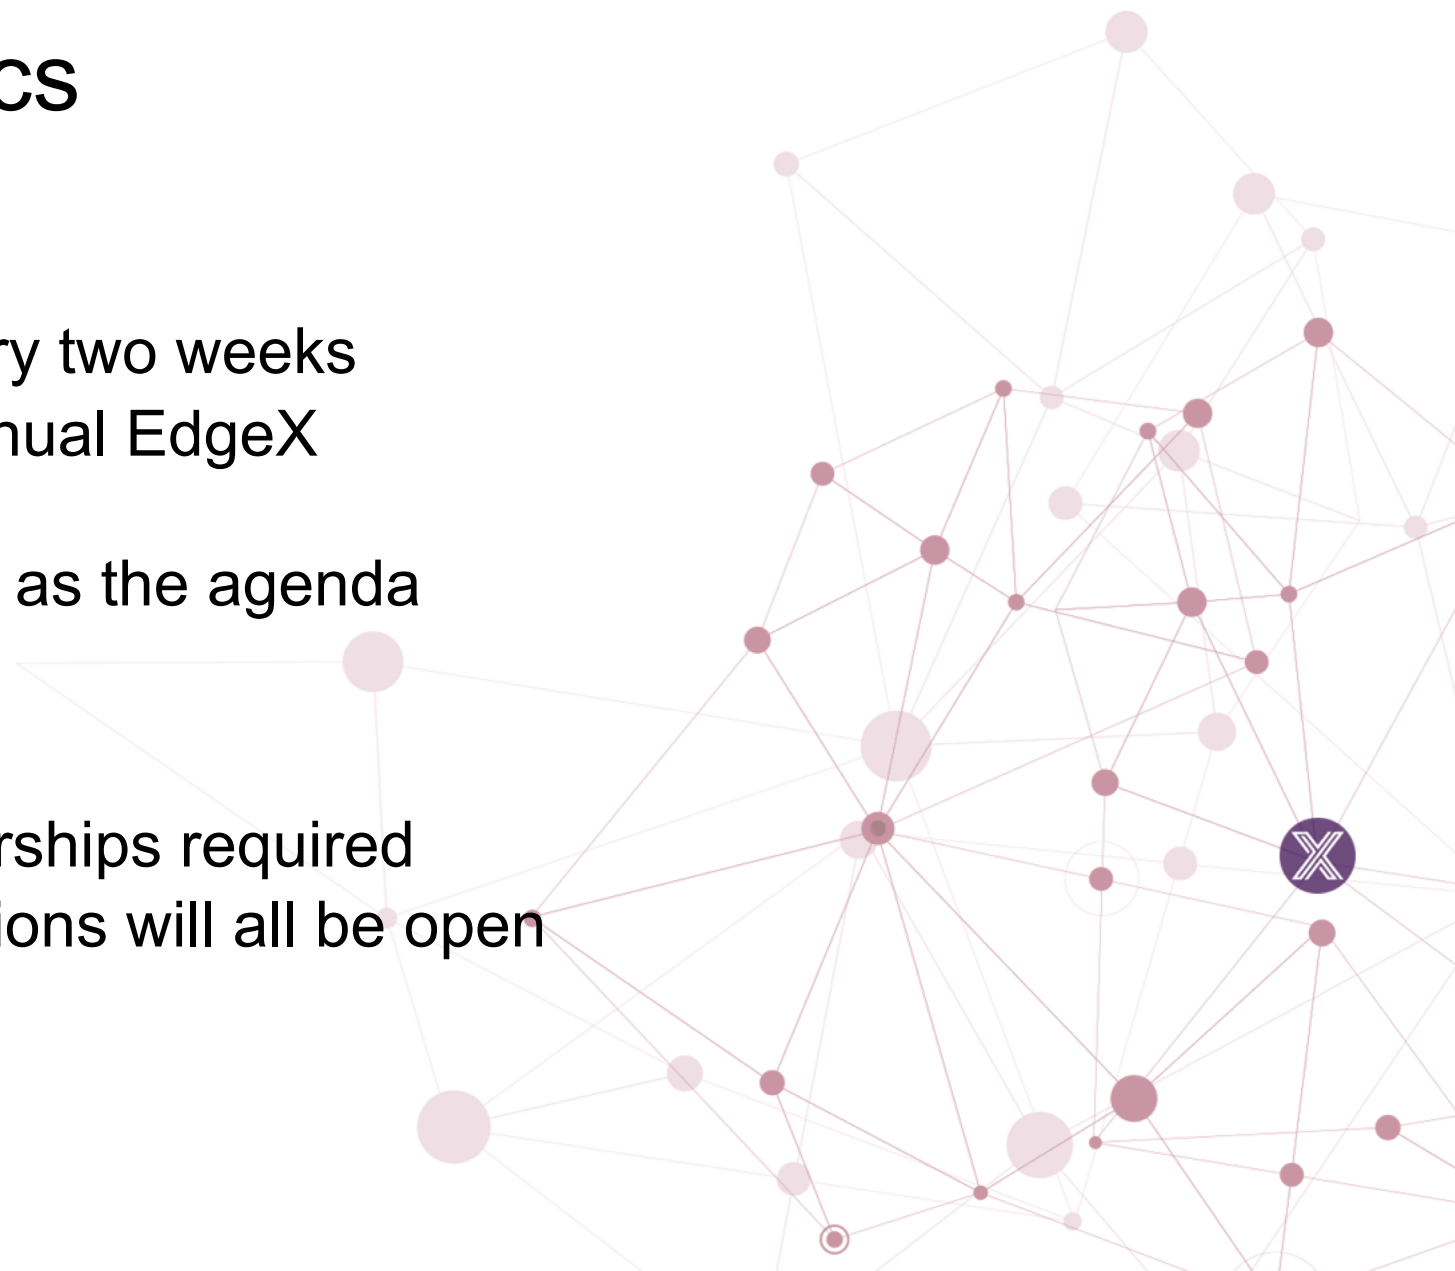 cs
ry two weeks
nual EdgeX
as the agenda
rships required
ions will all be open